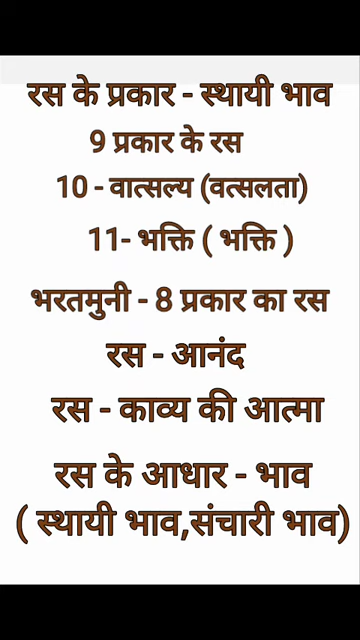 रस के प्रकार - स्थायी भाव
9 प्रकार के रस
10 - वात्सल्य (वत्सलता)
11- भक्ति ( भक्ति )
भरतमुनी - 8 प्रकार का रस
रस - आनंद
रस - काव्य की आत्मा
रस के आधार - भाव
( स्थायी भाव,संचारी भाव)